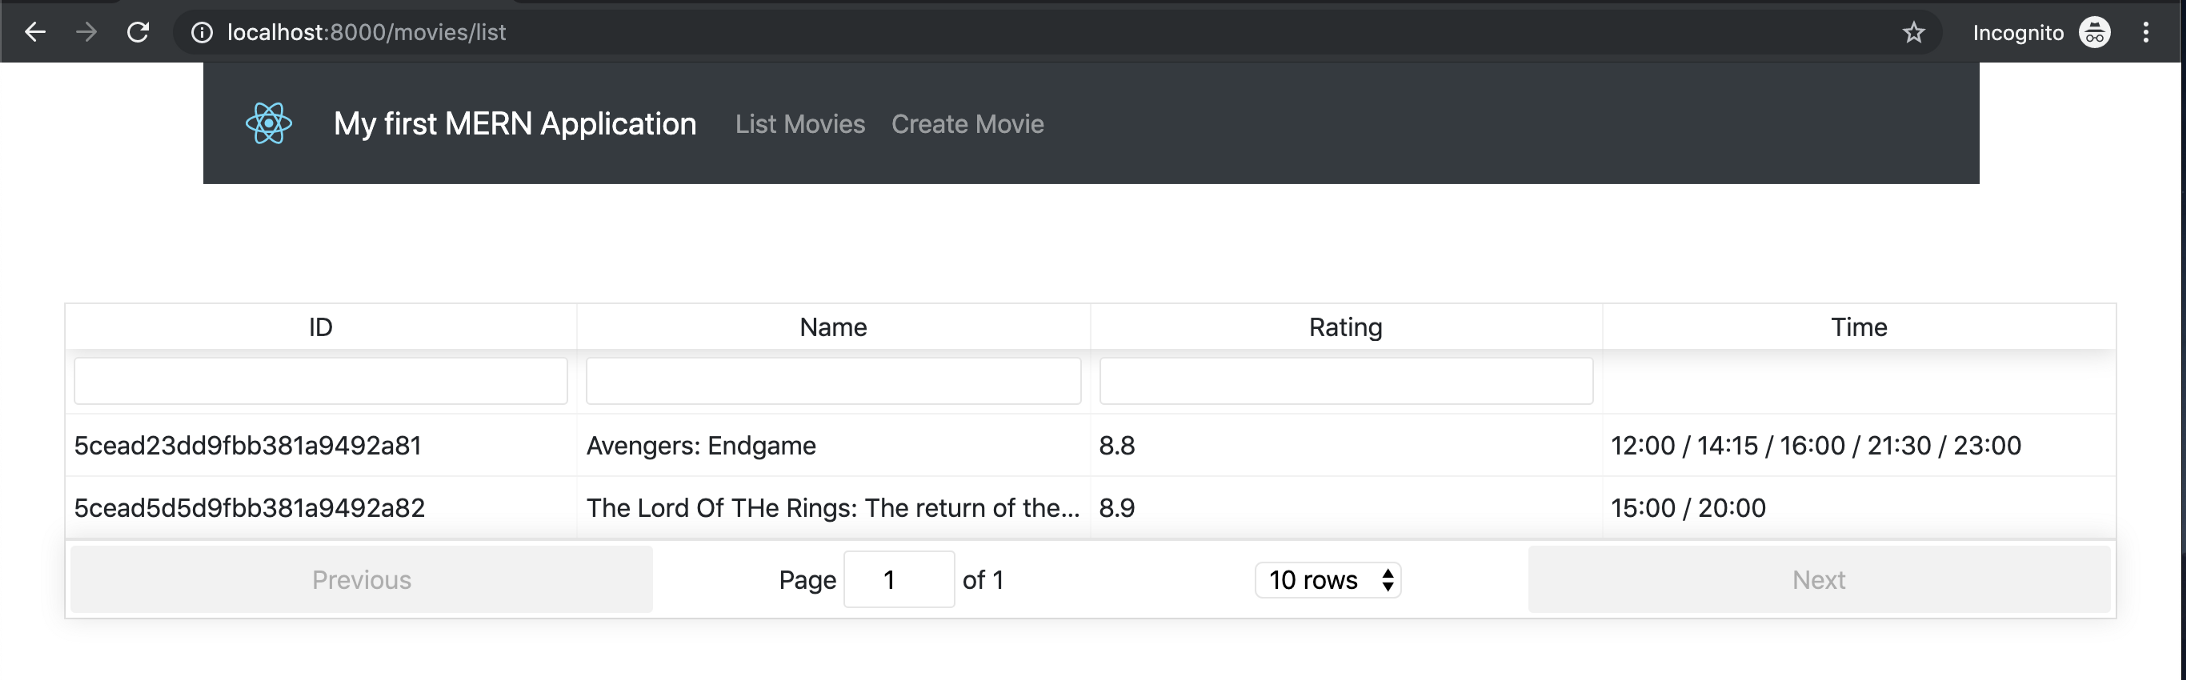 localhost:8000/movies/list Incognito
My first MERN Application List Movies Create Movie
ID Name Rating Time
5cead23dd9fbb381a9492a81 Avengers: Endgame 8.8 12:00 / 14:15 / 16:00 / 21:30 / 23:00
5cead5d5d9fbb381a9492a82 The Lord Of THe Rings: The return of the... 8.9 15:00 / 20:00
Previous Page 1 of 1 10 rows Next